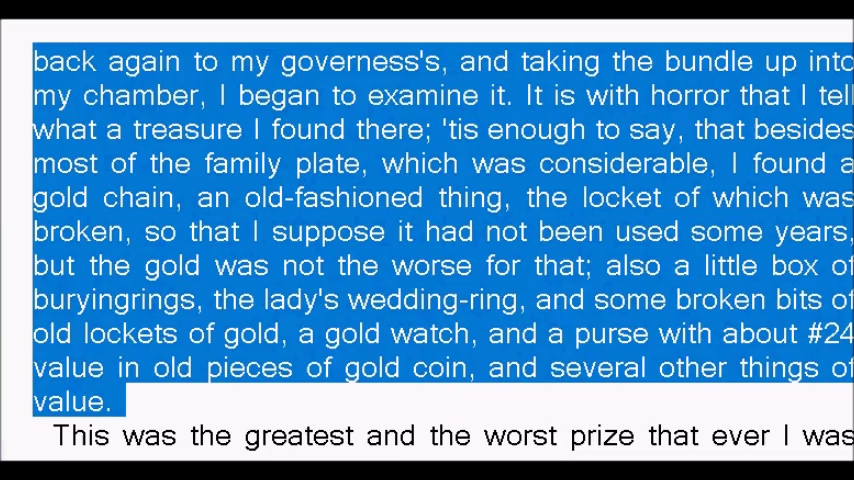 back again to my governess's, and taking the bundle up into
my chamber, I began to examine it. It is with horror that I tell
what a treasure I found there; 'tis enough to say, that besides
most of the family plate, which was considerable, I found a
gold chain, an old-fashioned thing, the locket of which was
broken, so that I suppose it had not been used some years,
but the gold was not the worse for that; also a little box of
buryingrings, the lady's wedding-ring, and some broken bits of
old lockets of gold, a gold watch, and a purse with about #24
value in old pieces of gold coin, and several other things of
value.
This was the greatest and the worst prize that ever I was